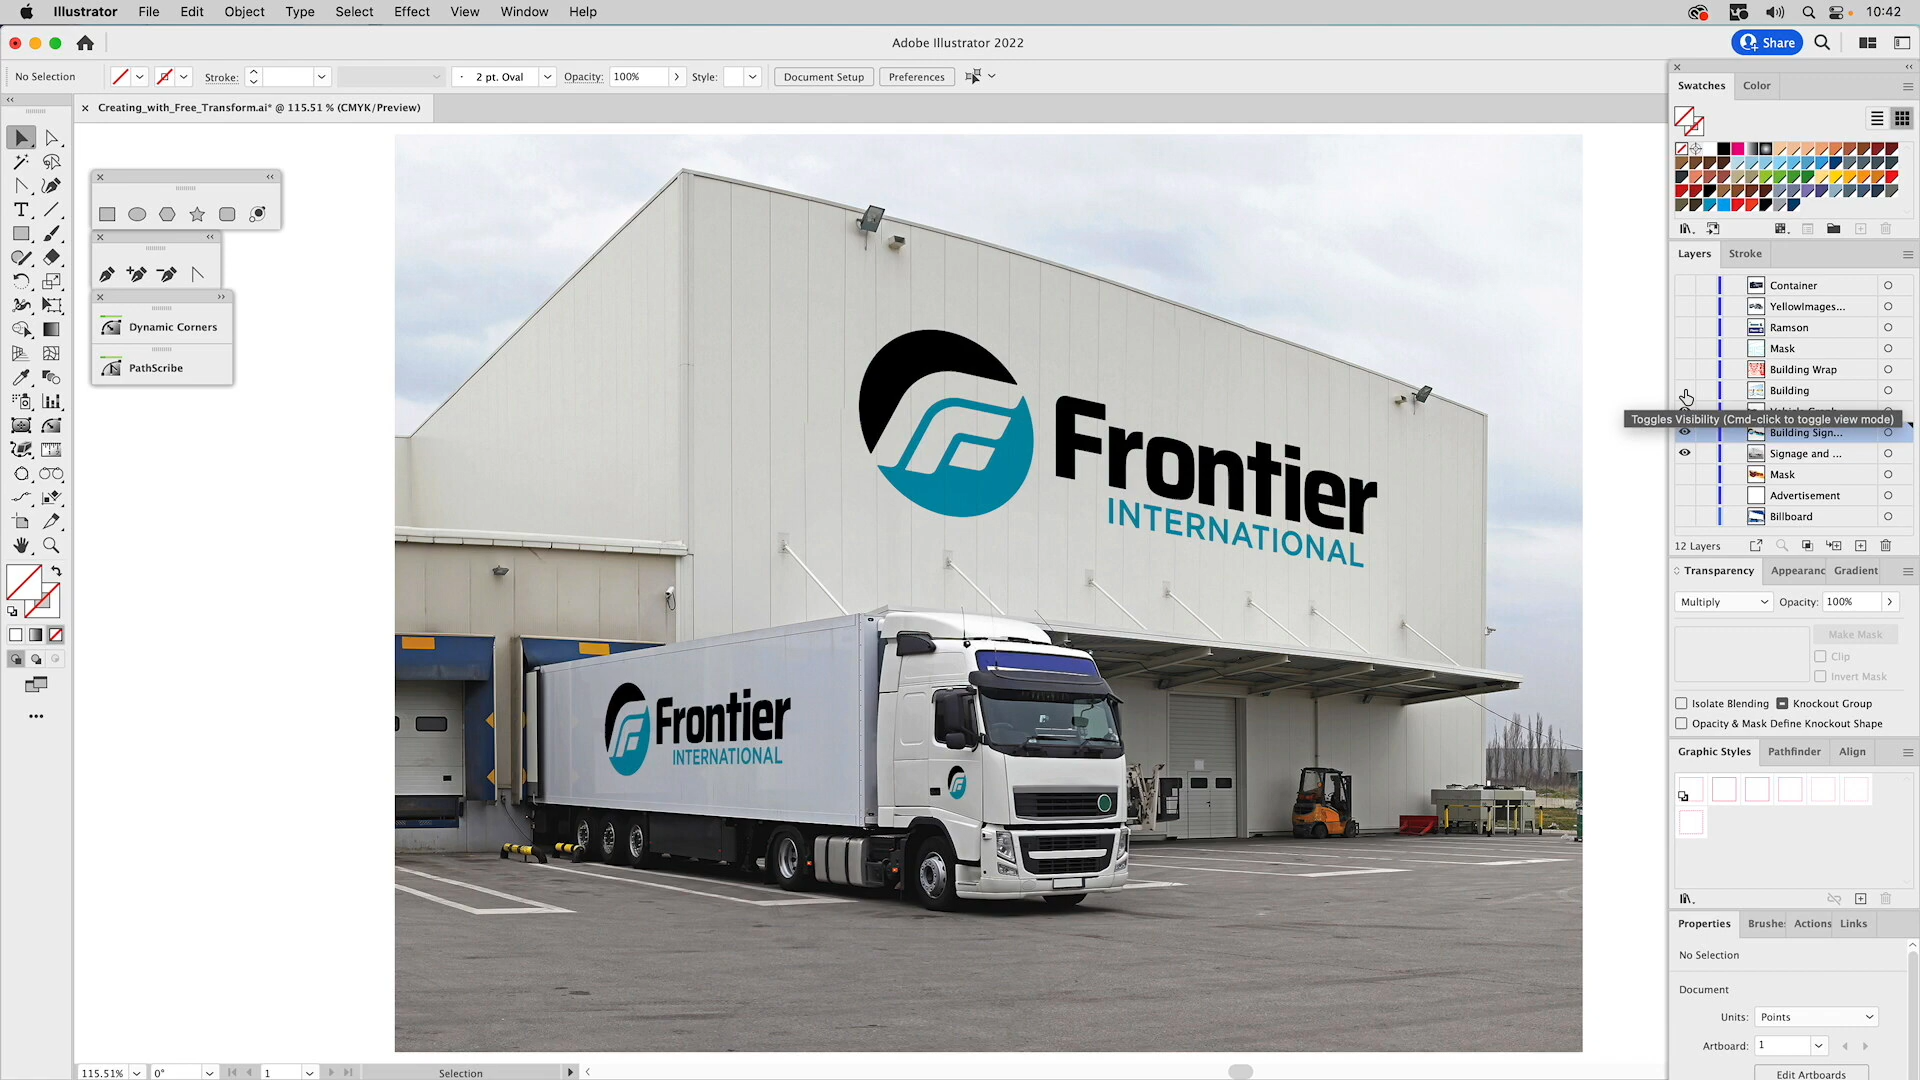 Illustrator File Edit Object Type Select Effect View Window Help 10:42
Adobe Illustrator 2022
Share
No Selection Stroke: 2 pt. Oval Opacity: 100% Style: Document Setup Preferences
Creating_with_Free_Transform.ai* @ 115.51 % (CMYK/Preview)
Dynamic Corners
PathScribe
Frontier
INTERNATIONAL
Frontier
INTERNATIONAL
Swatches Color
Layers Stroke
Container
YellowImages...
Ramson
Mask
Building Wrap
Building
Toggles Visibility (Cmd-click to toggle view mode)
Building Sign...
Signage and ...
Mask
Advertisement
Billboard
12 Layers
Transparency Appearanc Gradient
Multiply Opacity: 100%
Make Mask
Clip
Invert Mask
Isolate Blending Knockout Group
Opacity & Mask Define Knockout Shape
Graphic Styles Pathfinder Align
Properties Brushe: Actions Links
No Selection
Document
Units: Points
Artboard: 1
Edit Artboards
115.51% 0° 1 Selection